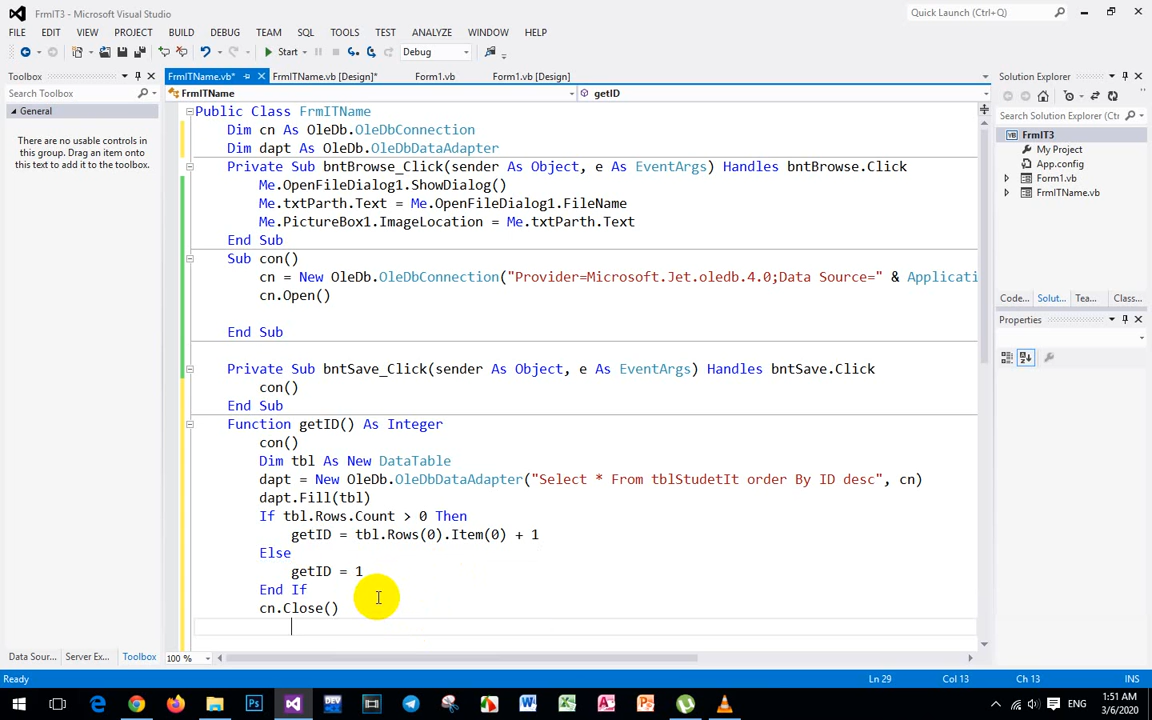 FrmIT3 - Microsoft Visual Studio
Quick Launch (Ctrl+Q)
FILE EDIT VIEW PROJECT BUILD DEBUG TEAM SQL TOOLS TEST ANALYZE WINDOW HELP
Start Debug
Toolbox
Search Toolbox
General
There are no usable controls in
this group. Drag an item onto
this text to add it to the toolbox.
FrmITName.vb* FrmITName.vb [Design]* Form1.vb Form1.vb [Design]
FrmITName getID
Public Class FrmITName
Dim cn As OleDb.OleDbConnection
Dim dapt As OleDb.OleDbDataAdapter
Private Sub bntBrowse_Click(sender As Object, e As EventArgs) Handles bntBrowse.Click
Me.OpenFileDialog1.ShowDialog()
Me.txtParth.Text = Me.OpenFileDialog1.FileName
Me.PictureBox1.ImageLocation = Me.txtParth.Text
End Sub
Sub con()
cn = New OleDb.OleDbConnection("Provider=Microsoft.Jet.oledb.4.0;Data Source=" & Applicati
cn.Open()
End Sub
Private Sub bntSave_Click(sender As Object, e As EventArgs) Handles bntSave.Click
con()
End Sub
Function getID() As Integer
con()
Dim tbl As New DataTable
dapt = New OleDb.OleDbDataAdapter("Select * From tblStudetIt order By ID desc", cn)
dapt.Fill(tbl)
If tbl.Rows.Count > 0 Then
getID = tbl.Rows(0).Item(0) + 1
Else
getID = 1
End If
cn.Close()
Solution Explorer
Search Solution Explorer (Ctrl
FrmIT3
My Project
App.config
Form1.vb
FrmITName.vb
Code... Solut... Tea... Class...
Properties
Data Sour... Server Ex... Toolbox
100 %
Ready Ln 29 Col 13 Ch 13 INS
ENG
1:51 AM
3/6/2020